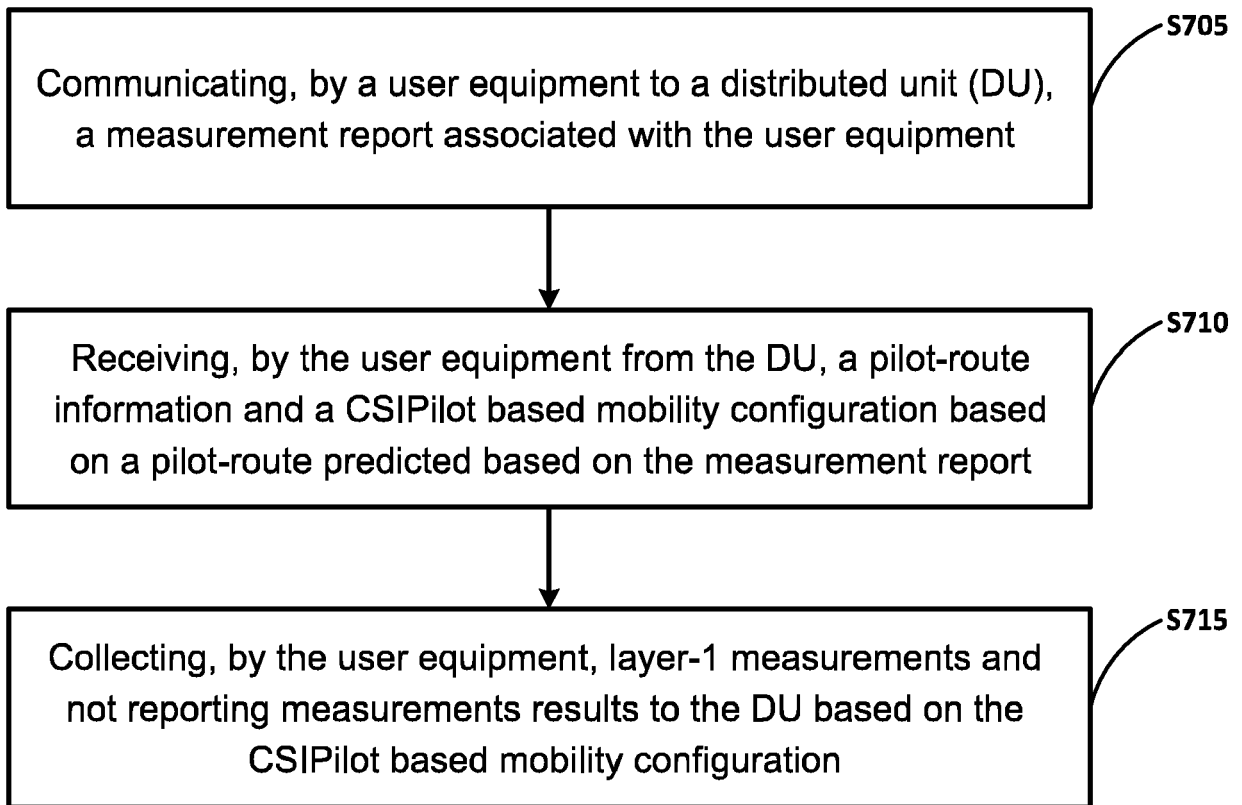 S705
Communicating, by a user equipment to a distributed unit (DU),
a measurement report associated with the user equipment
S710
Receiving, by the user equipment from the DU, a pilot-route
information and a CSIPilot based mobility configuration based
on a pilot-route predicted based on the measurement report
S715
Collecting, by the user equipment, layer-1 measurements and
not reporting measurements results to the DU based on the
CSIPilot based mobility configuration